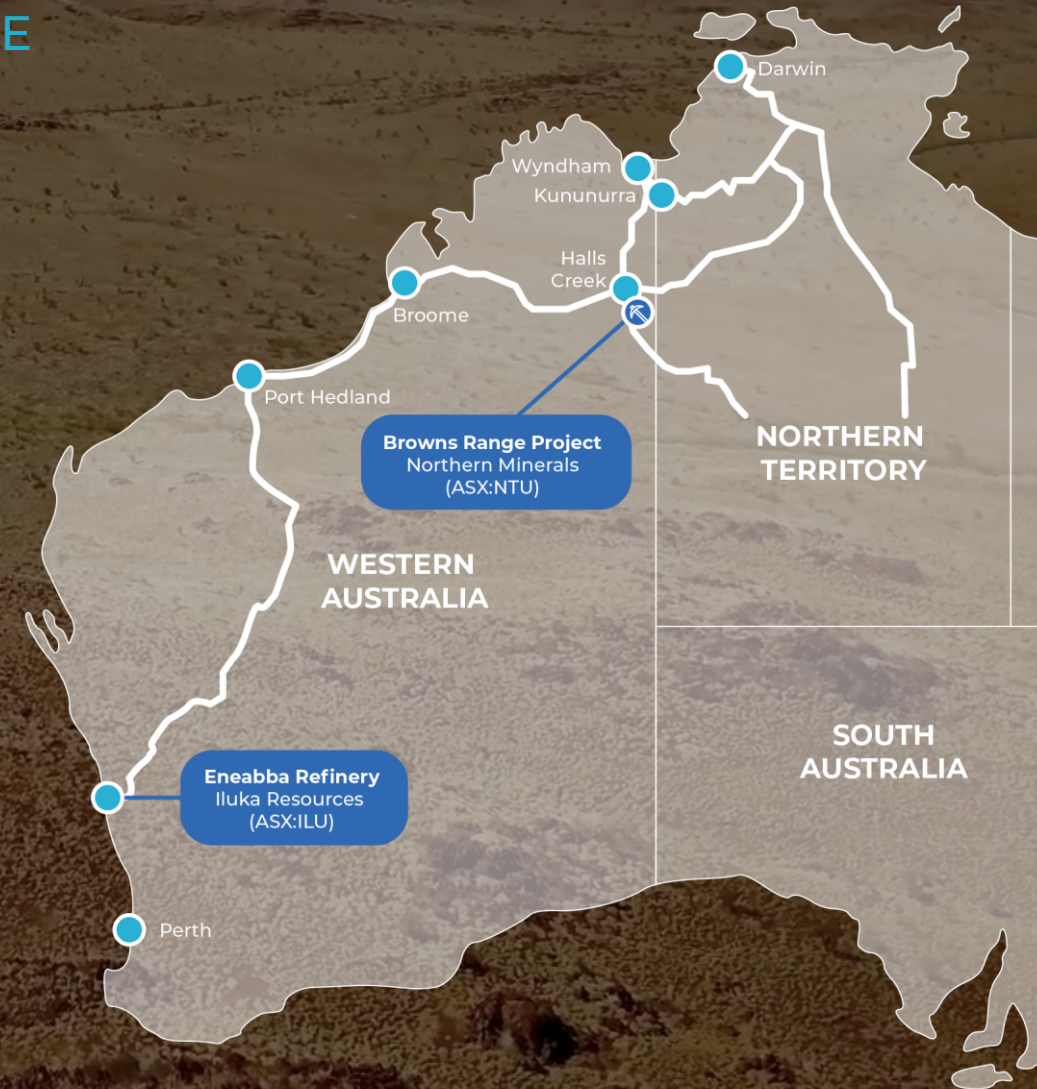 E
Darwin
Wyndham
Kununurra
Halls
Creek
Broome
Port Hedland
Browns Range Project
Northern Minerals
(ASX:NTU)
NORTHERN
TERRITORY
WESTERN
AUSTRALIA
SOUTH
AUSTRALIA
Eneabba Refinery
Iluka Resources
(ASX:ILU)
Perth